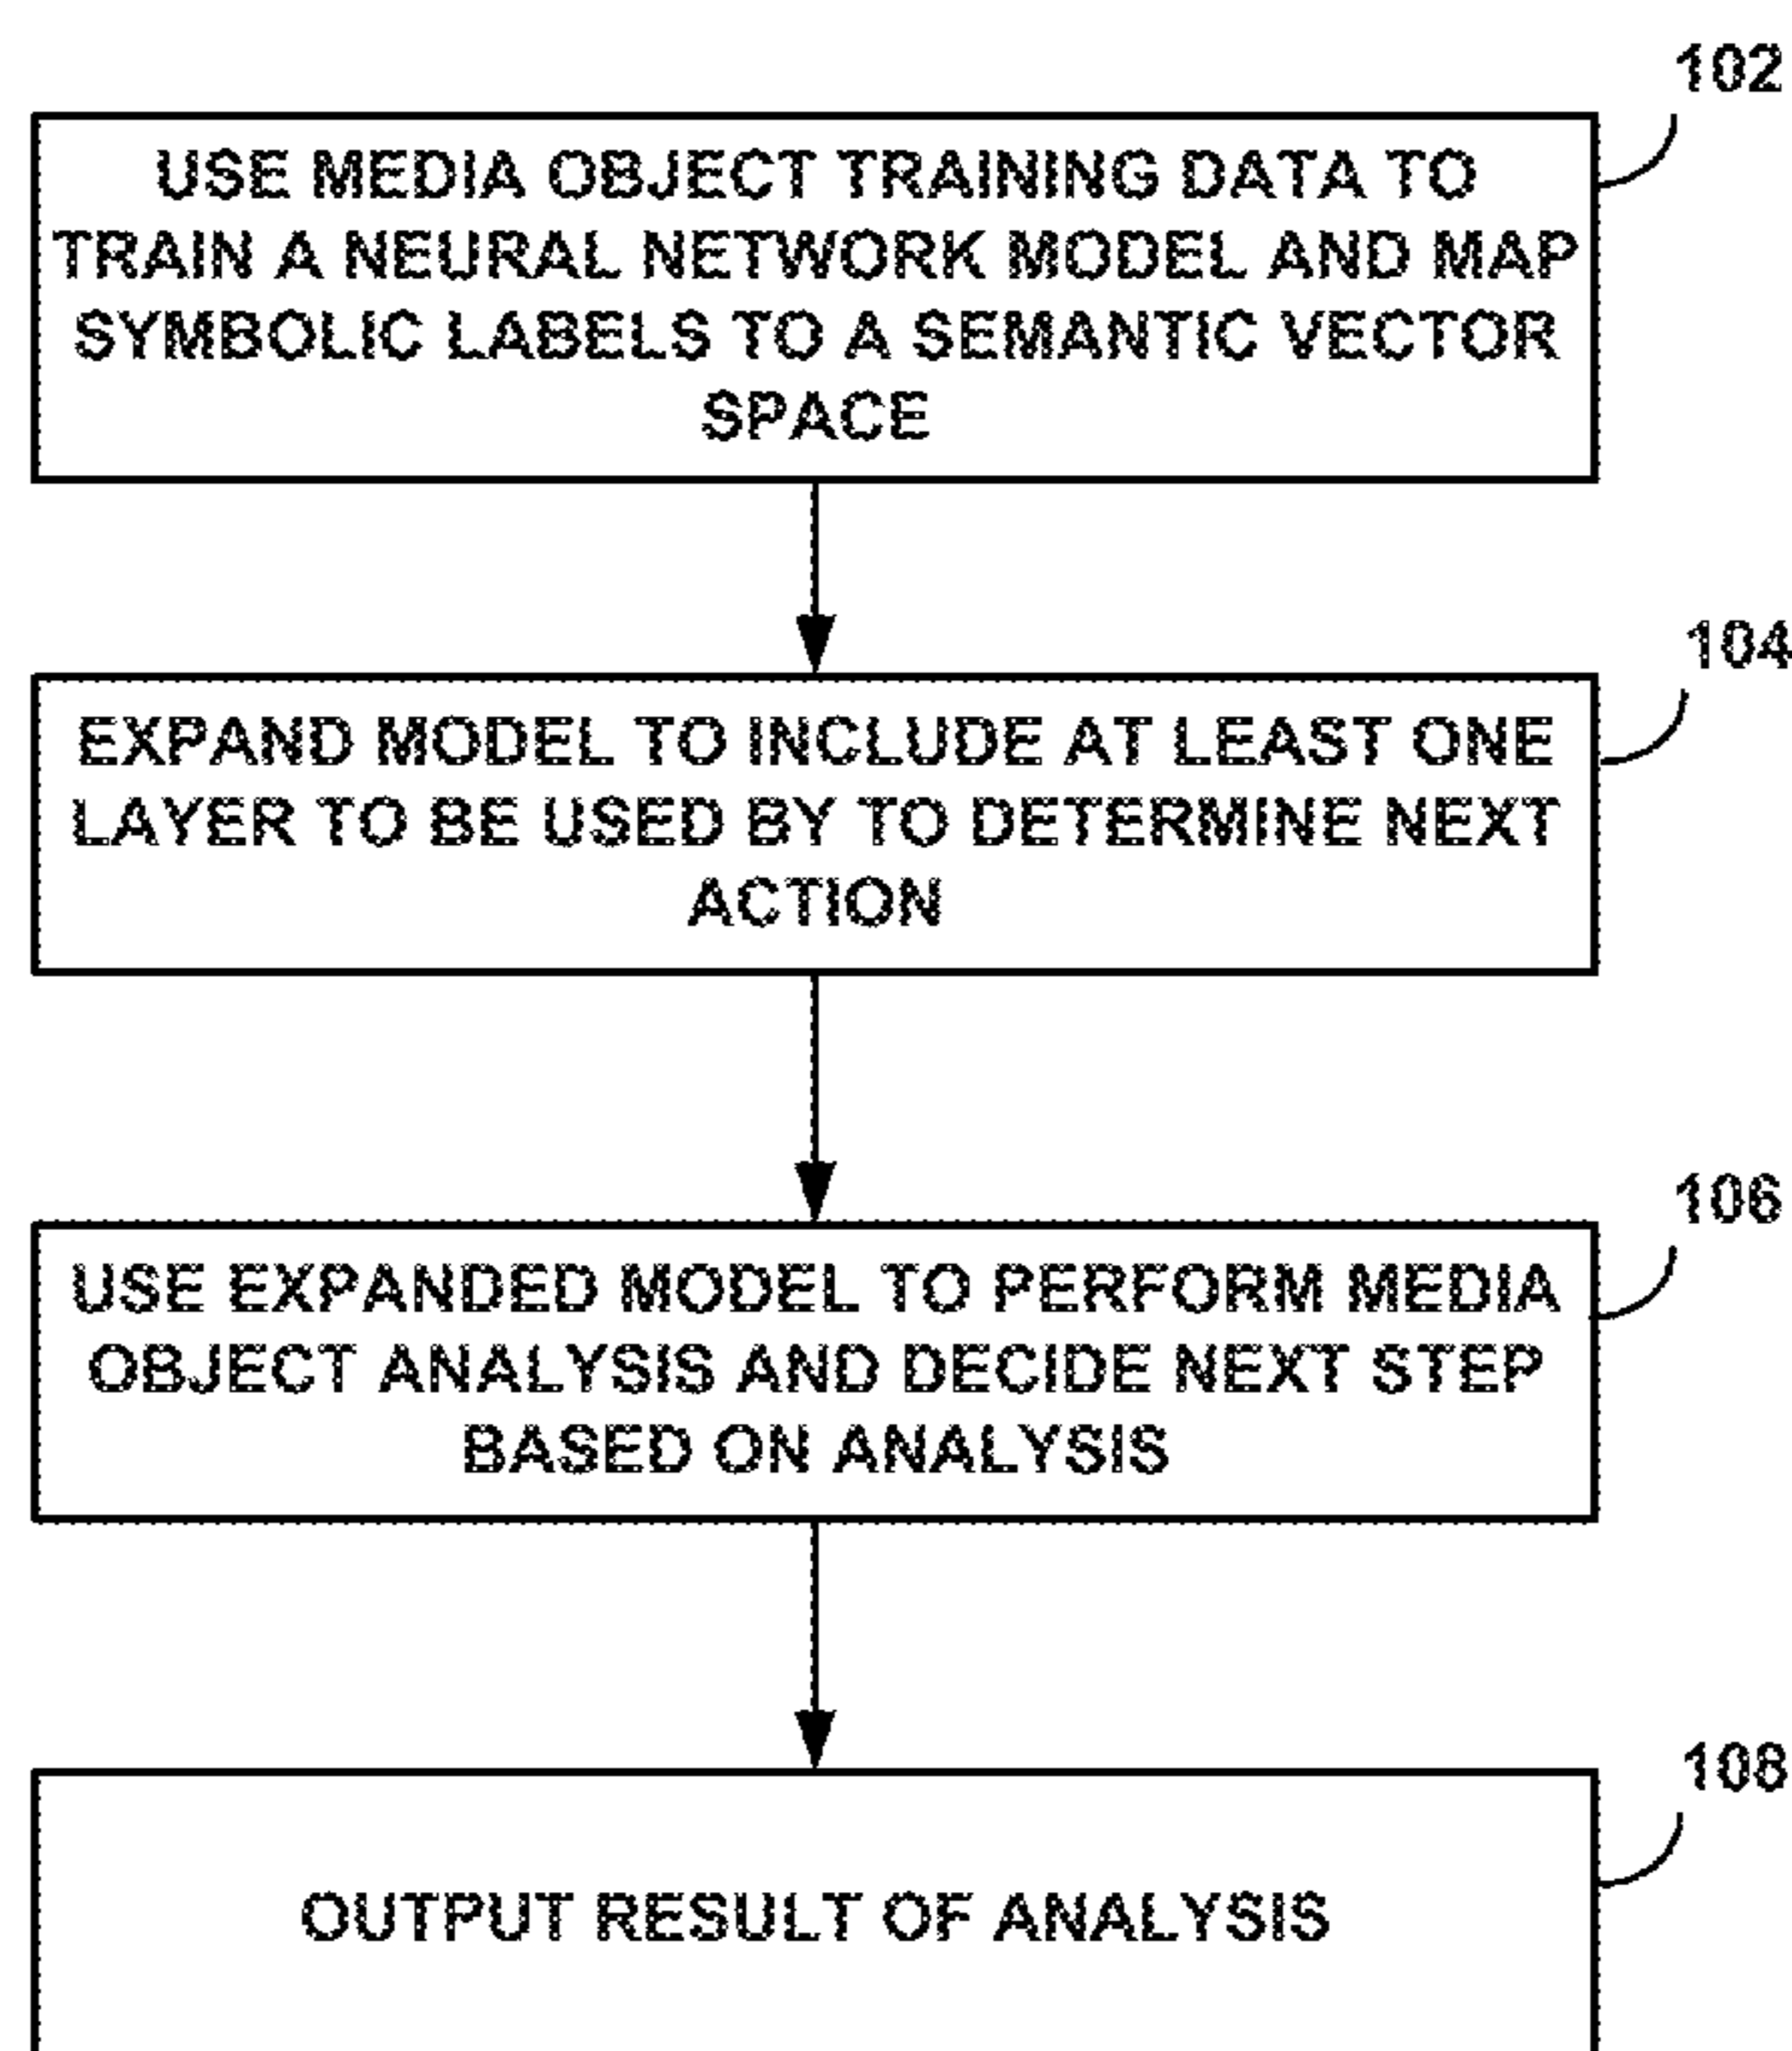 102
USE MEDIA OBJECT TRAINING DATA TO
TRAIN A NEURAL NETWORK MODEL AND MAP
SYMBOLIC LABELS TO A SEMANTIC VECTOR
SPACE
104
EXPAND MODEL TO INCLUDE AT LEAST ONE
LAYER TO BE USED BY TO DETERMINE NEXT
ACTION
106
USE EXPANDED MODEL TO PERFORM MEDIA
OBJECT ANALYSIS AND DECIDE NEXT STEP
BASED ON ANALYSIS
108
OUTPUT RESULT OF ANALYSIS